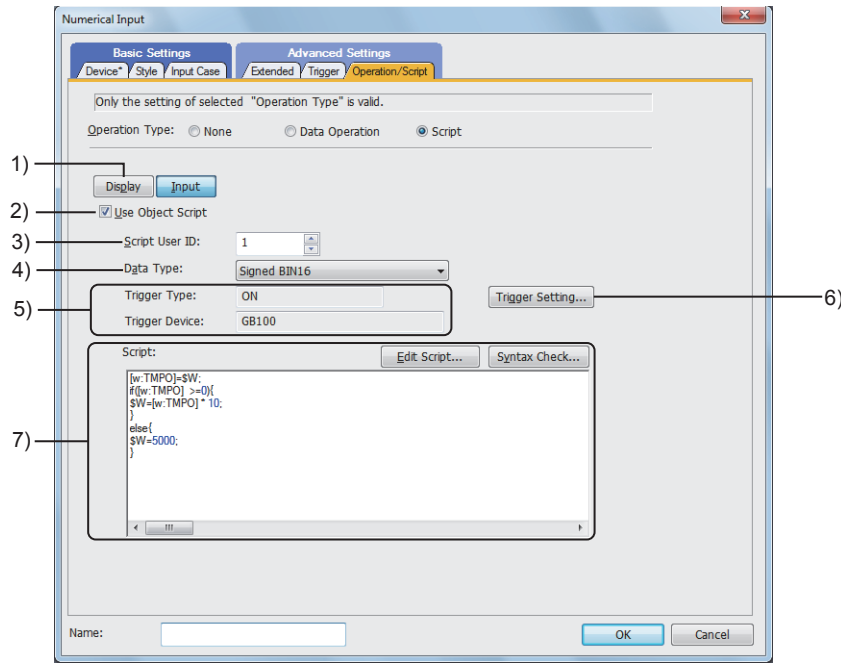 Numerical Input
x
Basic Settings
Advanced Settings
Device* Style Input Case Extended Trigger Operation/Script
Only the setting of selected "Operation Type" is valid.
Operation Type: None Data Operation Script
1)
Display Input
2)
Use Object Script
3)
Script User ID: 1
4)
Data Type: Signed BIN16
5)
Trigger Type: ON
Trigger Setting...
6)
Trigger Device: GB100
Script:
Edit Script... Syntax Check...
7)
[w:TMPO]=$W;
if([w:TMPO] >=0){
$W=[w:TMPO] * 10;
}
else{
$W=5000;
}
Name:
OK Cancel